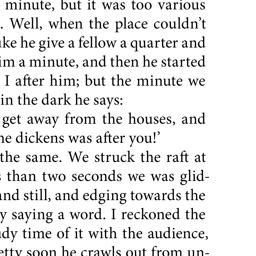 minute, but it was too various
. Well, when the place couldn't
uke he give a fellow a quarter and
im a minute, and then he started
I after him; but the minute we
in the dark he says:
get away from the houses, and
he dickens was after you!'
the same. We struck the raft at
s than two seconds we was glid-
and still, and edging towards the
y saying a word. I reckoned the
udy time of it with the audience,
etty soon he crawls out from un-